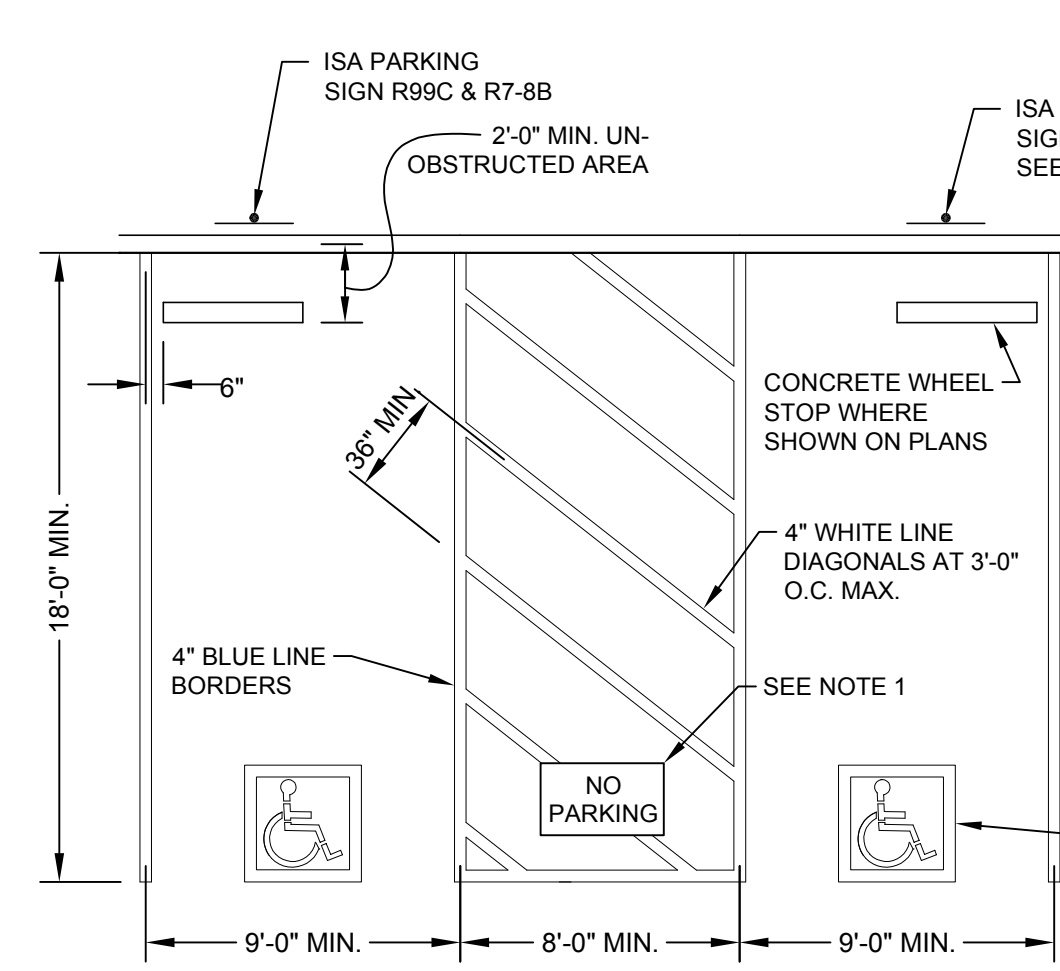 ISA PARKING
SIGN R99C & R7-8B
2'-0" MIN. UN-
OBSTRUCTED AREA
ISA
SEE
6"
36" MIN.
CONCRETE WHEEL
STOP WHERE
SHOWN ON PLANS
18'-0" MIN.
4" WHITE LINE
DIAGONALS AT 3'-0"
O.C. MAX.
4" BLUE LINE
BORDERS
SEE NOTE 1
NO
PARKING
9'-0" MIN.
8'-0" MIN.
9'-0" MIN.